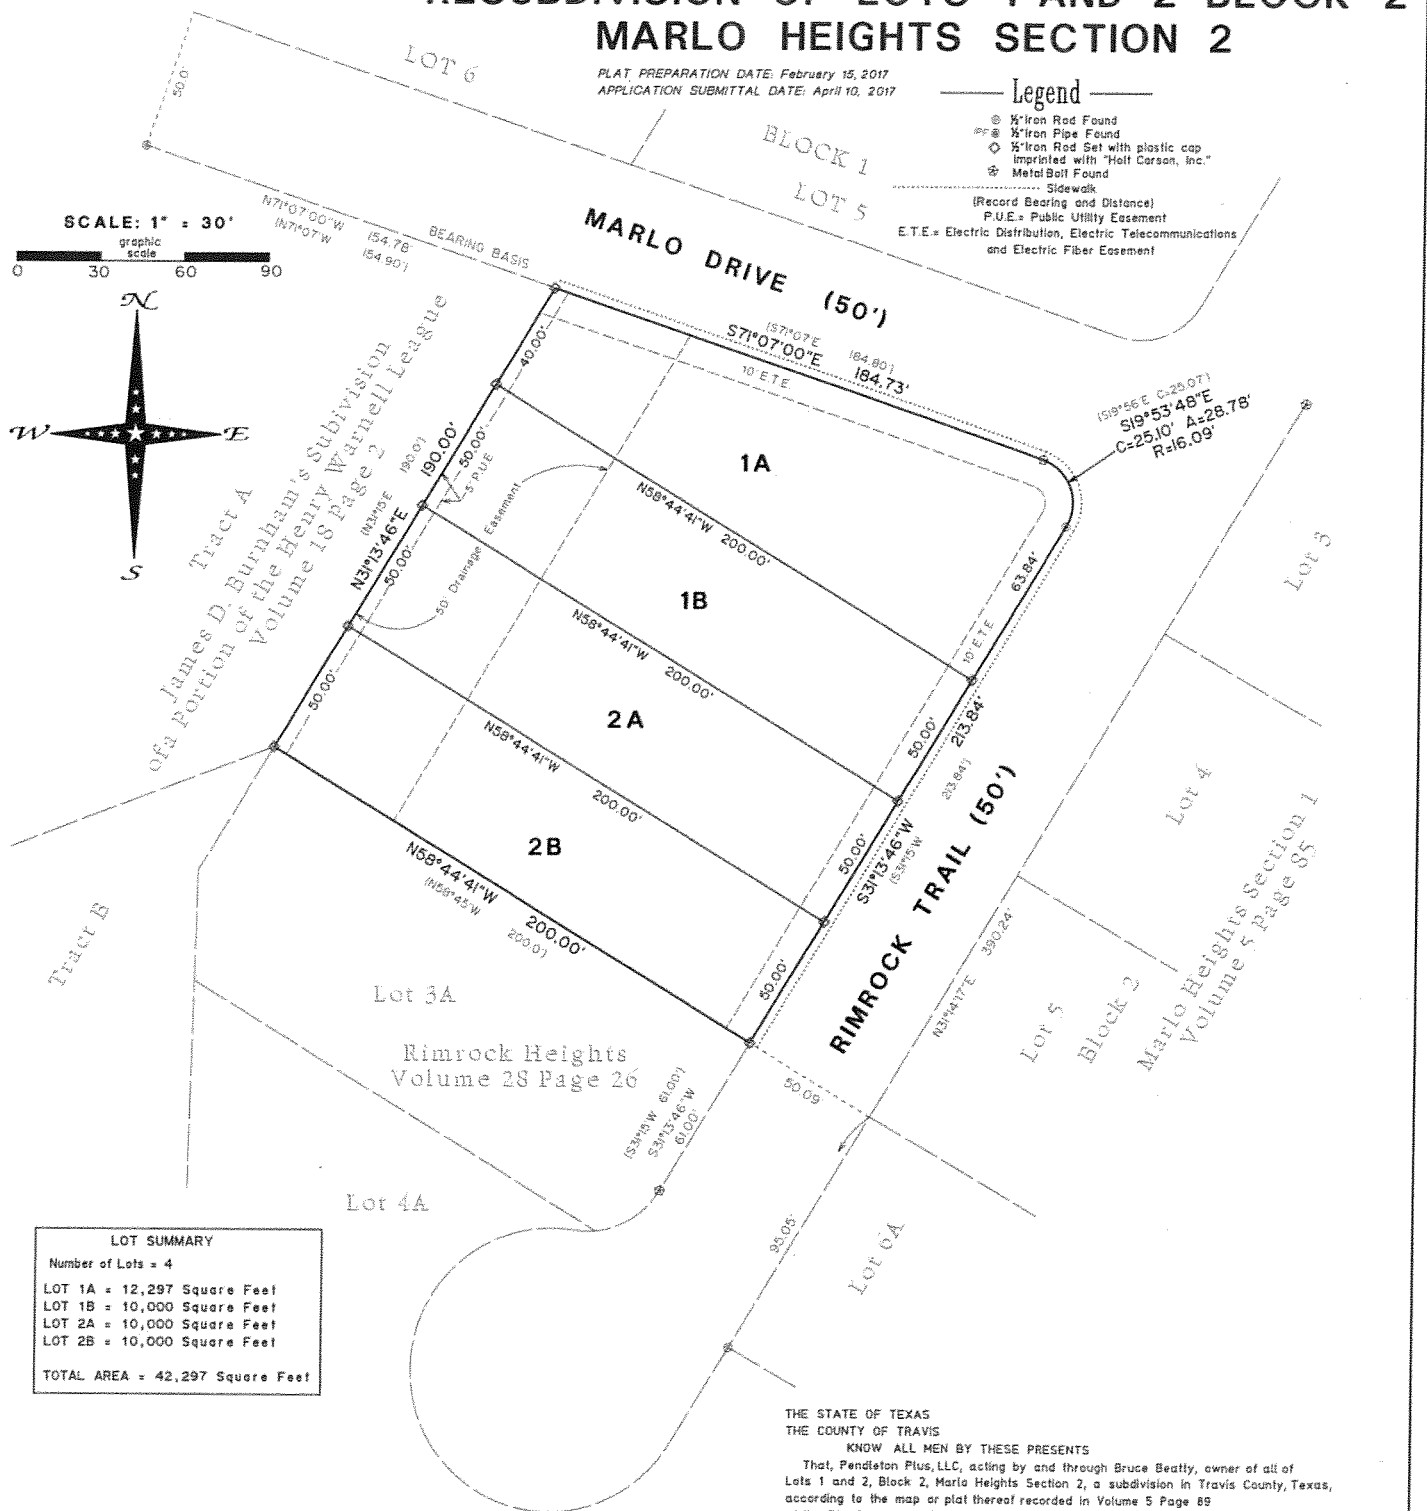 RESUBDIVISION OF LOTS 1 AND 2 BLOCK 2
MARLO HEIGHTS SECTION 2
PLAT PREPARATION DATE: February 15, 2017
APPLICATION SUBMITTAL DATE: April 10, 2017
Legend
½" Iron Rod Found
IPF ½" Iron Pipe Found
½" Iron Rod Set with plastic cap
imprinted with "Holt Carson, Inc."
Metal Bolt Found
Sidewalk
(Record Bearing and Distance)
P.U.E.= Public Utility Easement
E.T.E.= Electric Distribution, Electric Telecommunications
and Electric Fiber Easement
LOT 6
50.0'
BLOCK 1
LOT 5
SCALE: 1" = 30'
graphic
scale
0 30 60 90
N
W E
S
N71°07'00"W 154.78'
(N71°07'W 154.90')
BEARING BASIS
MARLO DRIVE (50')
(S71°07'E 184.80')
S71°07'00"E 184.73'
10' E.T.E.
(S19°56'E C=25.07')
S19°53'48"E
C=25.10' A=28.78'
R=16.09'
Tract A
James D. Burnham's Subivision
of a Portion of the Henry Warnell League
Volume 18 Page 2
40.00'
190.00'
(N31°15'E 190.0')
N31°13'46"E
50.00'
5' P.U.E.
50' Drainage Easement
50.00'
50.00'
1A
N58°44'41"W 200.00'
63.84'
10' E.T.E.
1B
N58°44'41"W 200.00'
50.00'
213.84'
213.84')
2A
N58°44'41"W 200.00'
50.00'
S31°13'46"W
(S31°15'W
2B
N58°44'41"W 200.00'
(N58°45'W 200.0')
50.00'
RIMROCK TRAIL (50')
Lot 3
Lot 4
Marlo Heights Section 1
Volume 5 Page 85
N31°14'17"E 390.24'
Lot 5
Block 2
Tract B
Lot 3A
Rimrock Heights
Volume 28 Page 26
(S31°15'W 61.00')
S31°13'46"W
61.00'
50.09'
Lot 4A
95.05'
Lot 6A
LOT SUMMARY
Number of Lots = 4
LOT 1A = 12,297 Square Feet
LOT 1B = 10,000 Square Feet
LOT 2A = 10,000 Square Feet
LOT 2B = 10,000 Square Feet
TOTAL AREA = 42,297 Square Feet
THE STATE OF TEXAS
THE COUNTY OF TRAVIS
KNOW ALL MEN BY THESE PRESENTS
That, Pendleton Plus, LLC, acting by and through Bruce Beatly, owner of all of
Lots 1 and 2, Block 2, Marlo Heights Section 2, a subdivision in Travis County, Texas,
according to the map or plat thereof recorded in Volume 5 Page 89